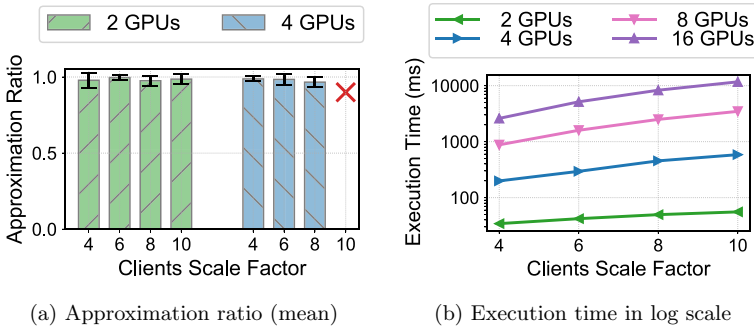 2 GPUs 4 GPUs
Approximation Ratio
1.0
0.5
0.0
4 6 8 10 4 6 8 10
Clients Scale Factor
(a) Approximation ratio (mean)
2 GPUs 8 GPUs
4 GPUs 16 GPUs
Execution Time (ms)
10000
1000
100
4 6 8 10
Clients Scale Factor
(b) Execution time in log scale